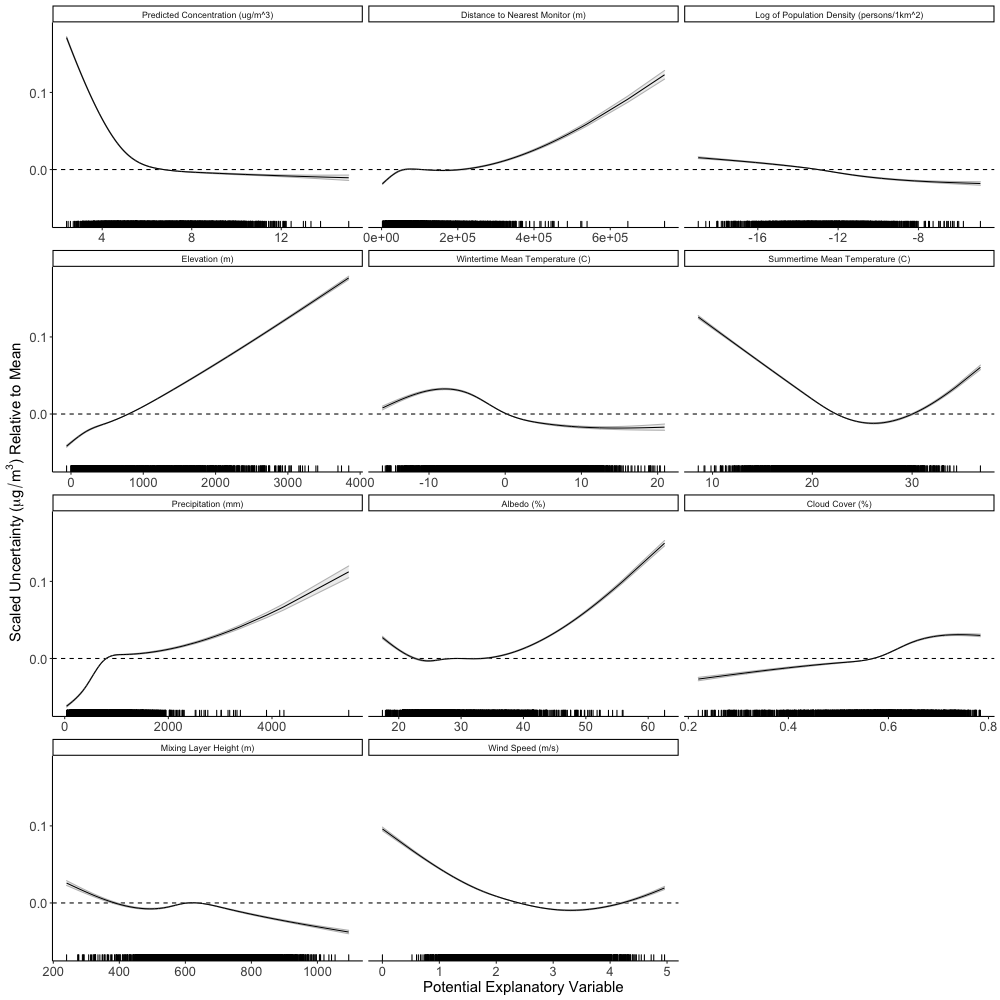 Predicted Concentration (ug/m^3)
Distance to Nearest Monitor (m)
Log of Population Density (persons/1km^2)
0.1
0.0
4 8 12
0e+00 2e+05 4e+05 6e+05
-16 -12 -8
Elevation (m)
Wintertime Mean Temperature (C)
Summertime Mean Temperature (C)
0.1
0.0
0 1000 2000 3000 4000
-10 0 10 20
10 20 30
Precipitation (mm)
Albedo (%)
Cloud Cover (%)
0.1
0.0
0 2000 4000
20 30 40 50 60
0.2 0.4 0.6 0.8
Mixing Layer Height (m)
Wind Speed (m/s)
0.1
0.0
200 400 600 800 1000
0 1 2 3 4 5
Scaled Uncertainty (μg/m³) Relative to Mean
Potential Explanatory Variable